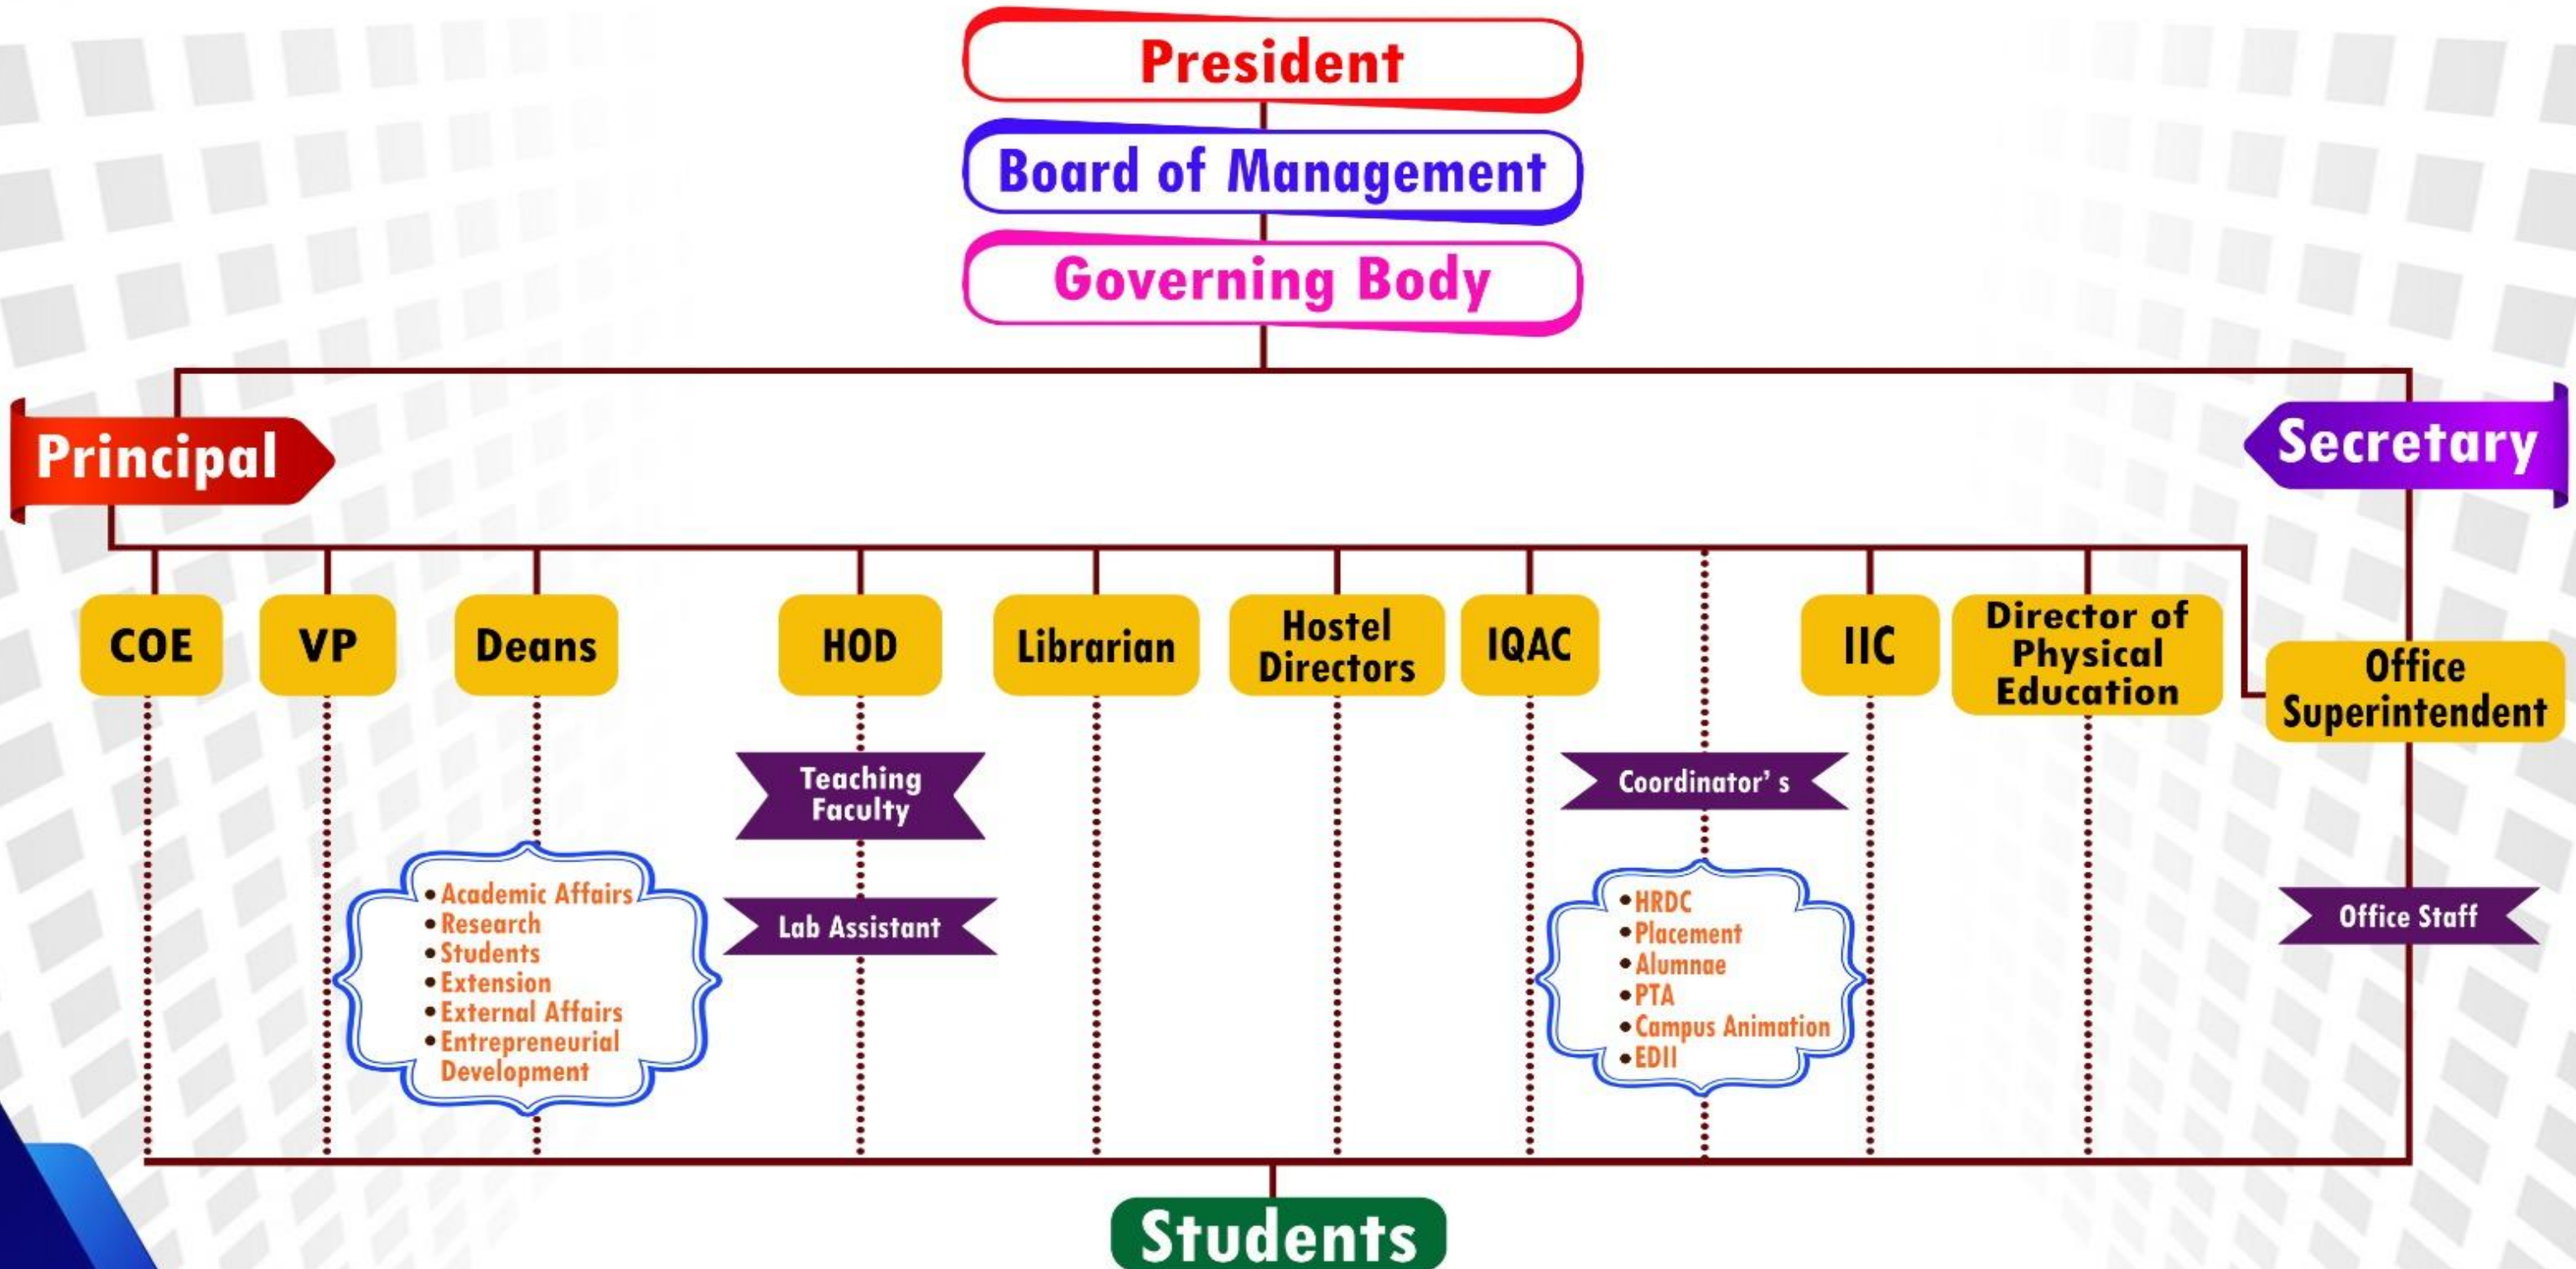 President
Board of Management
Governing Body
Principal
Secretary
COE
VP
Deans
HOD
Librarian
Hostel
Directors
IQAC
IIC
Director of
Physical
Education
Office
Superintendent
Teaching
Faculty
Lab Assistant
Coordinator' s
Office Staff
• Academic Affairs
• Research
• Students
• Extension
• External Affairs
• Entrepreneurial
Development
• HRDC
• Placement
• Alumnae
• PTA
• Campus Animation
• EDII
Students